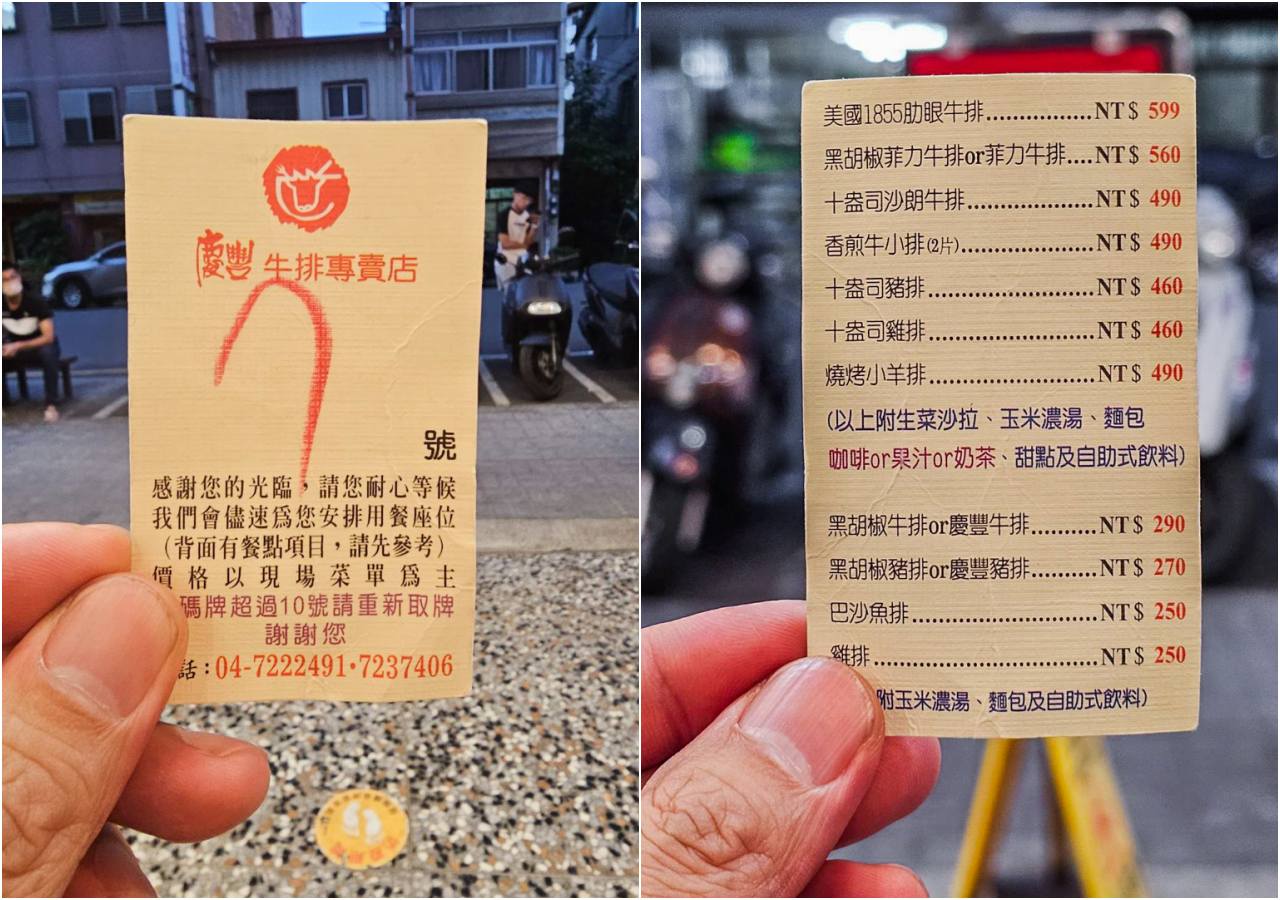 慶豐 牛排專賣店
7
號
感謝您的光臨，請您耐心等候
我們會儘速爲您安排用餐座位
（背面有餐點項目，請先參考）
價格以現場菜單爲主
碼牌超過10號請重新取牌
謝謝您
話：04-7222491·7237406
美國1855肋眼牛排................NT$ 599
黑胡椒菲力牛排or菲力牛排....NT$ 560
十盎司沙朗牛排...................NT$ 490
香煎牛小排(2片)....................NT$ 490
十盎司豬排.........................NT$ 460
十盎司雞排.........................NT$ 460
燒烤小羊排.........................NT$ 490
(以上附生菜沙拉、玉米濃湯、麵包
咖啡or果汁or奶茶、甜點及自助式飲料)
黑胡椒牛排or慶豐牛排..........NT$ 290
黑胡椒豬排or慶豐豬排..........NT$ 270
巴沙魚排............................NT$ 250
雞排..................................NT$ 250
附玉米濃湯、麵包及自助式飲料)